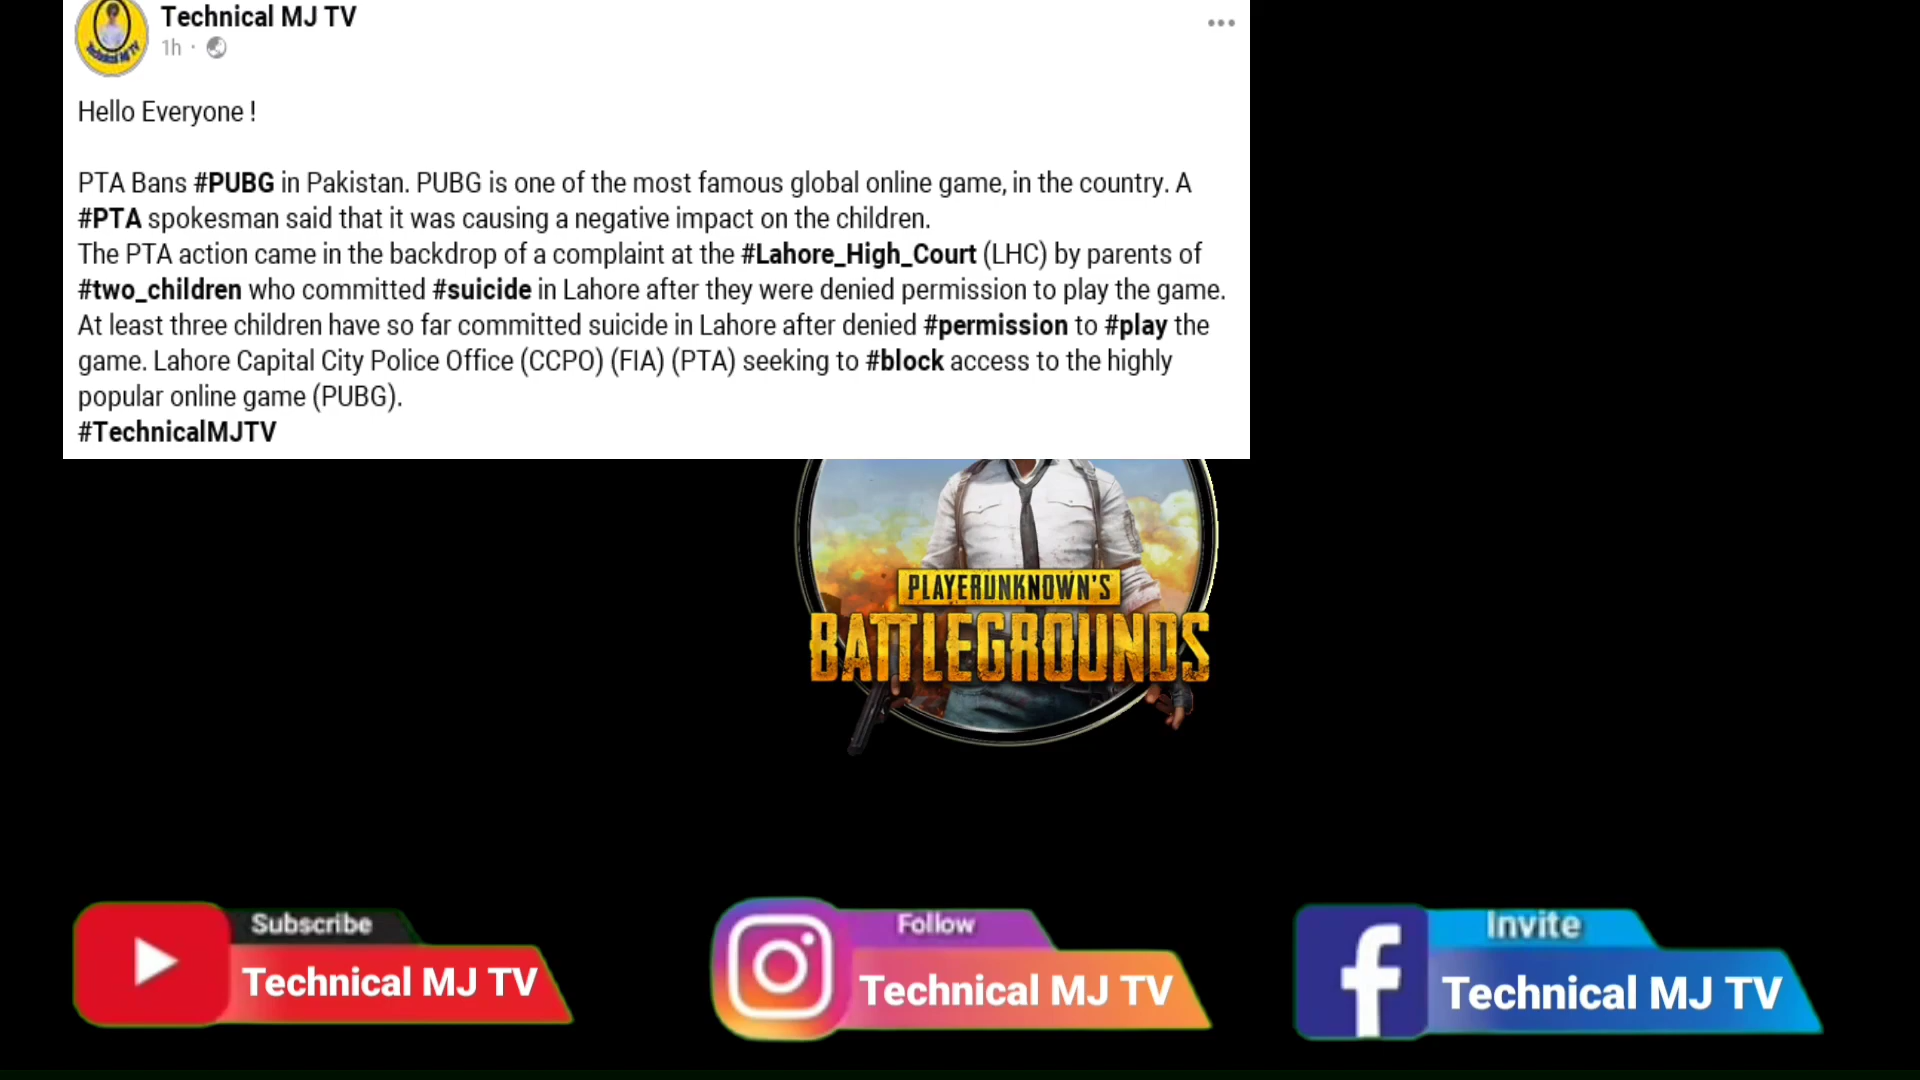 Technical MJ TV
1h ·
Hello Everyone !
PTA Bans #PUBG in Pakistan. PUBG is one of the most famous global online game, in the country. A
#PTA spokesman said that it was causing a negative impact on the children.
The PTA action came in the backdrop of a complaint at the #Lahore_High_Court (LHC) by parents of
#two_children who committed #suicide in Lahore after they were denied permission to play the game.
At least three children have so far committed suicide in Lahore after denied #permission to #play the
game. Lahore Capital City Police Office (CCPO) (FIA) (PTA) seeking to #block access to the highly
popular online game (PUBG).
#TechnicalMJTV
PLAYERUNKNOWN'S
BATTLEGROUNDS
Subscribe
Technical MJ TV
Follow
Technical MJ TV
Invite
Technical MJ TV